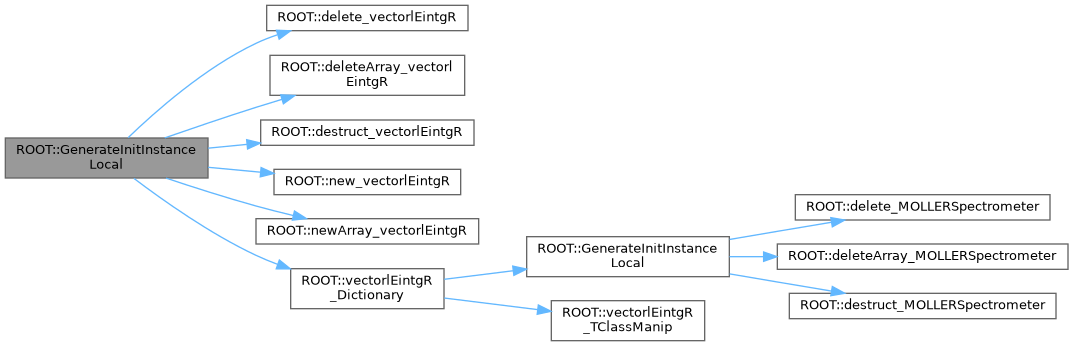 ROOT::delete_vectorlEintgR
ROOT::deleteArray_vectorl
EintgR
ROOT::destruct_vectorlEintgR
ROOT::GenerateInitInstance
Local
ROOT::new_vectorlEintgR
ROOT::newArray_vectorlEintgR
ROOT::vectorlEintgR
_Dictionary
ROOT::GenerateInitInstance
Local
ROOT::vectorlEintgR
_TClassManip
ROOT::delete_MOLLERSpectrometer
ROOT::deleteArray_MOLLERSpectrometer
ROOT::destruct_MOLLERSpectrometer